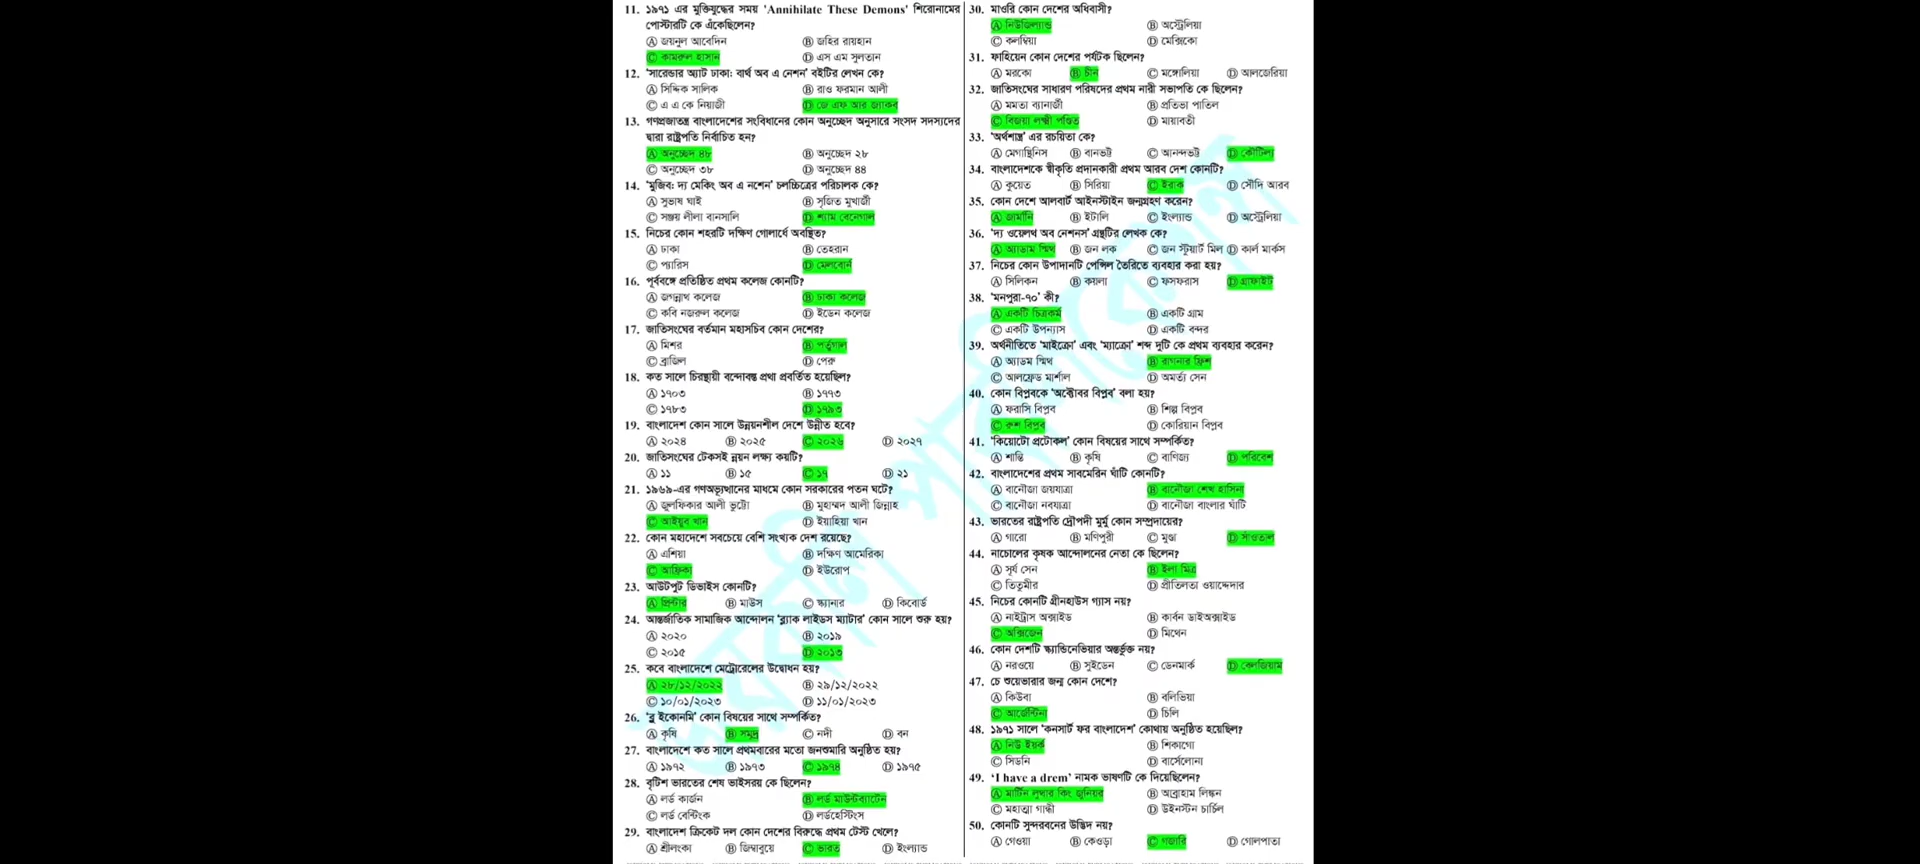 11. ১৯৭১ এর মুক্তিযুদ্ধের সময় 'Annihilate These Demons' শিরোনামের
পোস্টারটি কে এঁকেছিলেন?
Ⓐ জয়নুল আবেদিন Ⓑ জহির রায়হান
Ⓒ কামরুল হাসান Ⓓ এস এম সুলতান
12. 'সারেন্ডার অ্যাট ঢাকা: বার্থ অব এ নেশন' বইটির লেখন কে?
Ⓐ সিদ্দিক সালিক Ⓑ রাও ফরমান আলী
Ⓒ এ এ কে নিয়াজী Ⓓ জে এফ আর জ্যাকব
13. গণপ্রজাতন্ত্র বাংলাদেশের সংবিধানের কোন অনুচ্ছেদ অনুসারে সংসদ সদস্যদের
দ্বারা রাষ্ট্রপতি নির্বাচিত হন?
Ⓐ অনুচ্ছেদ ৪৮ Ⓑ অনুচ্ছেদ ২৮
Ⓒ অনুচ্ছেদ ৩৮ Ⓓ অনুচ্ছেদ ৪৪
14. 'মুজিব: দ্য মেকিং অব এ নশেন' চলচ্চিত্রের পরিচালক কে?
Ⓐ সুভাষ ঘাই Ⓑ সৃজিত মুখার্জী
Ⓒ সঞ্জয় লীলা বানসালি Ⓓ শ্যাম বেনেগাল
15. নিচের কোন শহরটি দক্ষিণ গোলার্ধে অবস্থিত?
Ⓐ ঢাকা Ⓑ তেহরান
Ⓒ প্যারিস Ⓓ মেলবোর্ন
16. পূর্ববঙ্গে প্রতিষ্ঠিত প্রথম কলেজ কোনটি?
Ⓐ জগন্নাথ কলেজ Ⓑ ঢাকা কলেজ
Ⓒ কবি নজরুল কলেজ Ⓓ ইডেন কলেজ
17. জাতিসংঘের বর্তমান মহাসচিব কোন দেশের?
Ⓐ মিশর Ⓑ পর্তুগাল
Ⓒ ব্রাজিল Ⓓ পেরু
18. কত সালে চিরস্থায়ী বন্দোবস্ত প্রথা প্রবর্তিত হয়েছিল?
Ⓐ ১৭০৩ Ⓑ ১৭৭৩
Ⓒ ১৭৮৩ Ⓓ ১৭৯৩
19. বাংলাদেশ কোন সালে উন্নয়নশীল দেশে উন্নীত হবে?
Ⓐ ২০২৪ Ⓑ ২০২৫ Ⓒ ২০২৬ Ⓓ ২০২৭
20. জাতিসংঘের টেকসই ন্নয়ন লক্ষ্য কয়টি?
Ⓐ ১১ Ⓑ ১৫ Ⓒ ১৭ Ⓓ ২১
21. ১৯৬৯-এর গণঅভ্যুত্থানের মাধমে কোন সরকারের পতন ঘটে?
Ⓐ জুলফিকার আলী ভুট্টো Ⓑ মুহাম্মদ আলী জিন্নাহ
Ⓒ আইয়ুব খান Ⓓ ইয়াহিয়া খান
22. কোন মহাদেশে সবচেয়ে বেশি সংখ্যক দেশ রয়েছে?
Ⓐ এশিয়া Ⓑ দক্ষিণ আমেরিকা
Ⓒ আফ্রিকা Ⓓ ইউরোপ
23. আউটপুট ডিভাইস কোনটি?
Ⓐ প্রিন্টার Ⓑ মাউস Ⓒ স্ক্যানার Ⓓ কিবোর্ড
24. আন্তর্জাতিক সামাজিক আন্দোলন 'ব্ল্যাক লাইভস ম্যাটার' কোন সালে শুরু হয়?
Ⓐ ২০২০ Ⓑ ২০১৯
Ⓒ ২০১৫ Ⓓ ২০১৩
25. কবে বাংলাদেশে মেট্রোরেলের উদ্বোধন হয়?
Ⓐ ২৮/১২/২০২২ Ⓑ ২৯/১২/২০২২
Ⓒ ১০/০১/২০২৩ Ⓓ ১১/০১/২০২৩
26. 'ব্লু ইকোনমি' কোন বিষয়ের সাথে সম্পর্কিত?
Ⓐ কৃষি Ⓑ সমুদ্র Ⓒ নদী Ⓓ বন
27. বাংলাদেশে কত সালে প্রথমবারের মতো জনশুমারি অনুষ্ঠিত হয়?
Ⓐ ১৯৭২ Ⓑ ১৯৭৩ Ⓒ ১৯৭৪ Ⓓ ১৯৭৫
28. বৃটিশ ভারতের শেষ ভাইসরয় কে ছিলেন?
Ⓐ লর্ড কার্জন Ⓑ লর্ড মাউন্টব্যাটেন
Ⓒ লর্ড বেন্টিংক Ⓓ লর্ডহেস্টিংস
29. বাংলাদেশ ক্রিকেট দল কোন দেশের বিরুদ্ধে প্রথম টেস্ট খেলে?
Ⓐ শ্রীলংকা Ⓑ জিম্বাবুয়ে Ⓒ ভারত Ⓓ ইংল্যান্ড
30. মাওরি কোন দেশের অধিবাসী?
Ⓐ নিউজিল্যান্ড Ⓑ অস্ট্রেলিয়া
Ⓒ কলম্বিয়া Ⓓ মেক্সিকো
31. ফাহিয়েন কোন দেশের পর্যটক ছিলেন?
Ⓐ মরক্কো Ⓑ চীন Ⓒ মঙ্গোলিয়া Ⓓ আলজেরিয়া
32. জাতিসংঘের সাধারণ পরিষদের প্রথম নারী সভাপতি কে ছিলেন?
Ⓐ মমতা ব্যানার্জী Ⓑ প্রতিভা পাতিল
Ⓒ বিজয়া লক্ষ্মী পণ্ডিত Ⓓ মায়াবতী
33. 'অর্থশাস্ত্র' এর রচয়িতা কে?
Ⓐ মেগাস্থিনিস Ⓑ বানভট্ট Ⓒ আনন্দভট্ট Ⓓ কৌটিল্য
34. বাংলাদেশকে স্বীকৃতি প্রদানকারী প্রথম আরব দেশ কোনটি?
Ⓐ কুয়েত Ⓑ সিরিয়া Ⓒ ইরাক Ⓓ সৌদি আরব
35. কোন দেশে আলবার্ট আইনস্টাইন জন্মগ্রহণ করেন?
Ⓐ জার্মানি Ⓑ ইটালি Ⓒ ইংল্যান্ড Ⓓ অস্ট্রেলিয়া
36. 'দ্য ওয়েলথ অব নেশনস' গ্রন্থটির লেখক কে?
Ⓐ অ্যাডাম স্মিথ Ⓑ জন লক Ⓒ জন স্টুয়ার্ট মিল Ⓓ কার্ল মার্কস
37. নিচের কোন উপাদানটি পেন্সিল তৈরিতে ব্যবহার করা হয়?
Ⓐ সিলিকন Ⓑ কয়লা Ⓒ ফসফরাস Ⓓ গ্রাফাইট
38. 'মনপুরা-৭০' কী?
Ⓐ একটি চিত্রকর্ম Ⓑ একটি গ্রাম
Ⓒ একটি উপন্যাস Ⓓ একটি বন্দর
39. অর্থনীতিতে 'মাইক্রো' এবং 'ম্যাক্রো' শব্দ দুটি কে প্রথম ব্যবহার করেন?
Ⓐ অ্যাডম স্মিথ Ⓑ রাগনার ফ্রিশ
Ⓒ আলফ্রেড মার্শাল Ⓓ অমর্ত্য সেন
40. কোন বিপ্লবকে 'অক্টোবর বিপ্লব' বলা হয়?
Ⓐ ফরাসি বিপ্লব Ⓑ শিল্প বিপ্লব
Ⓒ রুশ বিপ্লব Ⓓ কোরিয়ান বিপ্লব
41. 'কিয়োটো প্রটোকল' কোন বিষয়ের সাথে সম্পর্কিত?
Ⓐ শান্তি Ⓑ কৃষি Ⓒ বাণিজ্য Ⓓ পরিবেশ
42. বাংলাদেশের প্রথম সাবমেরিন ঘাঁটি কোনটি?
Ⓐ বানৌজা জয়যাত্রা Ⓑ বানৌজা শেখ হাসিনা
Ⓒ বানৌজা নবযাত্রা Ⓓ বানৌজা বাংলার ঘাঁটি
43. ভারতের রাষ্ট্রপতি দ্রৌপদী মুর্মু কোন সম্প্রদায়ের?
Ⓐ গারো Ⓑ মণিপুরী Ⓒ মুণ্ডা Ⓓ সাঁওতাল
44. নাচোলের কৃষক আন্দোলনের নেতা কে ছিলেন?
Ⓐ সূর্য সেন Ⓑ ইলা মিত্র
Ⓒ তিতুমীর Ⓓ প্রীতিলতা ওয়াদ্দেদার
45. নিচের কোনটি গ্রীনহাউস গ্যাস নয়?
Ⓐ নাইট্রাস অক্সাইড Ⓑ কার্বন ডাইঅক্সাইড
Ⓒ অক্সিজেন Ⓓ মিথেন
46. কোন দেশটি স্ক্যান্ডিনেভিয়ার অন্তর্ভুক্ত নয়?
Ⓐ নরওয়ে Ⓑ সুইডেন Ⓒ ডেনমার্ক Ⓓ বেলজিয়াম
47. চে গুয়েভারার জন্ম কোন দেশে?
Ⓐ কিউবা Ⓑ বলিভিয়া
Ⓒ আর্জেন্টিনা Ⓓ চিলি
48. ১৯৭১ সালে 'কনসার্ট ফর বাংলাদেশ' কোথায় অনুষ্ঠিত হয়েছিল?
Ⓐ নিউ ইয়র্ক Ⓑ শিকাগো
Ⓒ সিডনি Ⓓ বার্সেলোনা
49. 'I have a drem' নামক ভাষণটি কে দিয়েছিলেন?
Ⓐ মার্টিন লুথার কিং জুনিয়র Ⓑ আব্রাহাম লিঙ্কন
Ⓒ মহাত্মা গান্ধী Ⓓ উইনস্টন চার্চিল
50. কোনটি সুন্দরবনের উদ্ভিদ নয়?
Ⓐ গেওয়া Ⓑ কেওড়া Ⓒ গজারি Ⓓ গোলপাতা